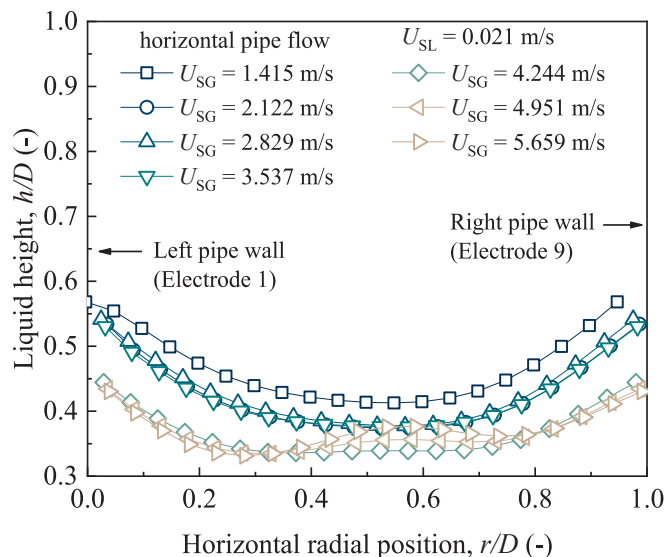 1.0
0.9
0.8
0.7
0.6
0.5
0.4
0.3
Liquid height, h/D (-)
horizontal pipe flow
U_SL = 0.021 m/s
U_SG = 1.415 m/s
U_SG = 2.122 m/s
U_SG = 2.829 m/s
U_SG = 3.537 m/s
U_SG = 4.244 m/s
U_SG = 4.951 m/s
U_SG = 5.659 m/s
Left pipe wall
(Electrode 1)
Right pipe wall
(Electrode 9)
0.0 0.2 0.4 0.6 0.8 1.0
Horizontal radial position, r/D (-)